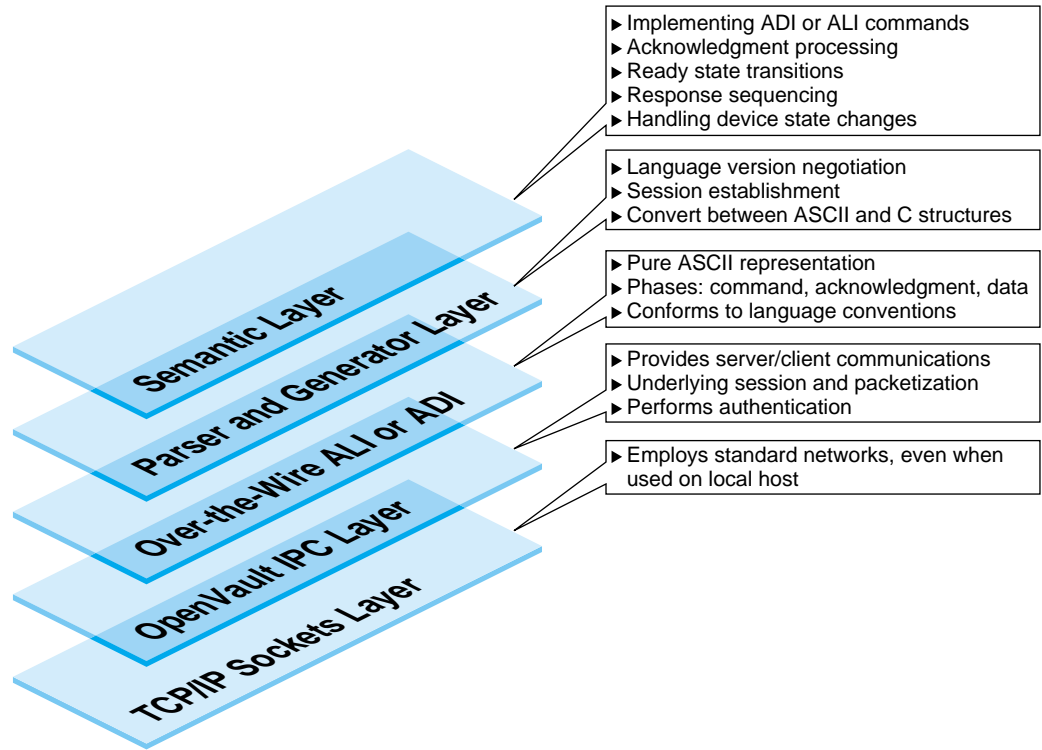 ▶ Implementing ADI or ALI commands
▶ Acknowledgment processing
▶ Ready state transitions
▶ Response sequencing
▶ Handling device state changes
▶ Language version negotiation
▶ Session establishment
▶ Convert between ASCII and C structures
▶ Pure ASCII representation
▶ Phases: command, acknowledgment, data
▶ Conforms to language conventions
▶ Provides server/client communications
▶ Underlying session and packetization
▶ Performs authentication
▶ Employs standard networks, even when
used on local host
Semantic Layer
Parser and Generator Layer
Over-the-Wire ALI or ADI
OpenVault IPC Layer
TCP/IP Sockets Layer